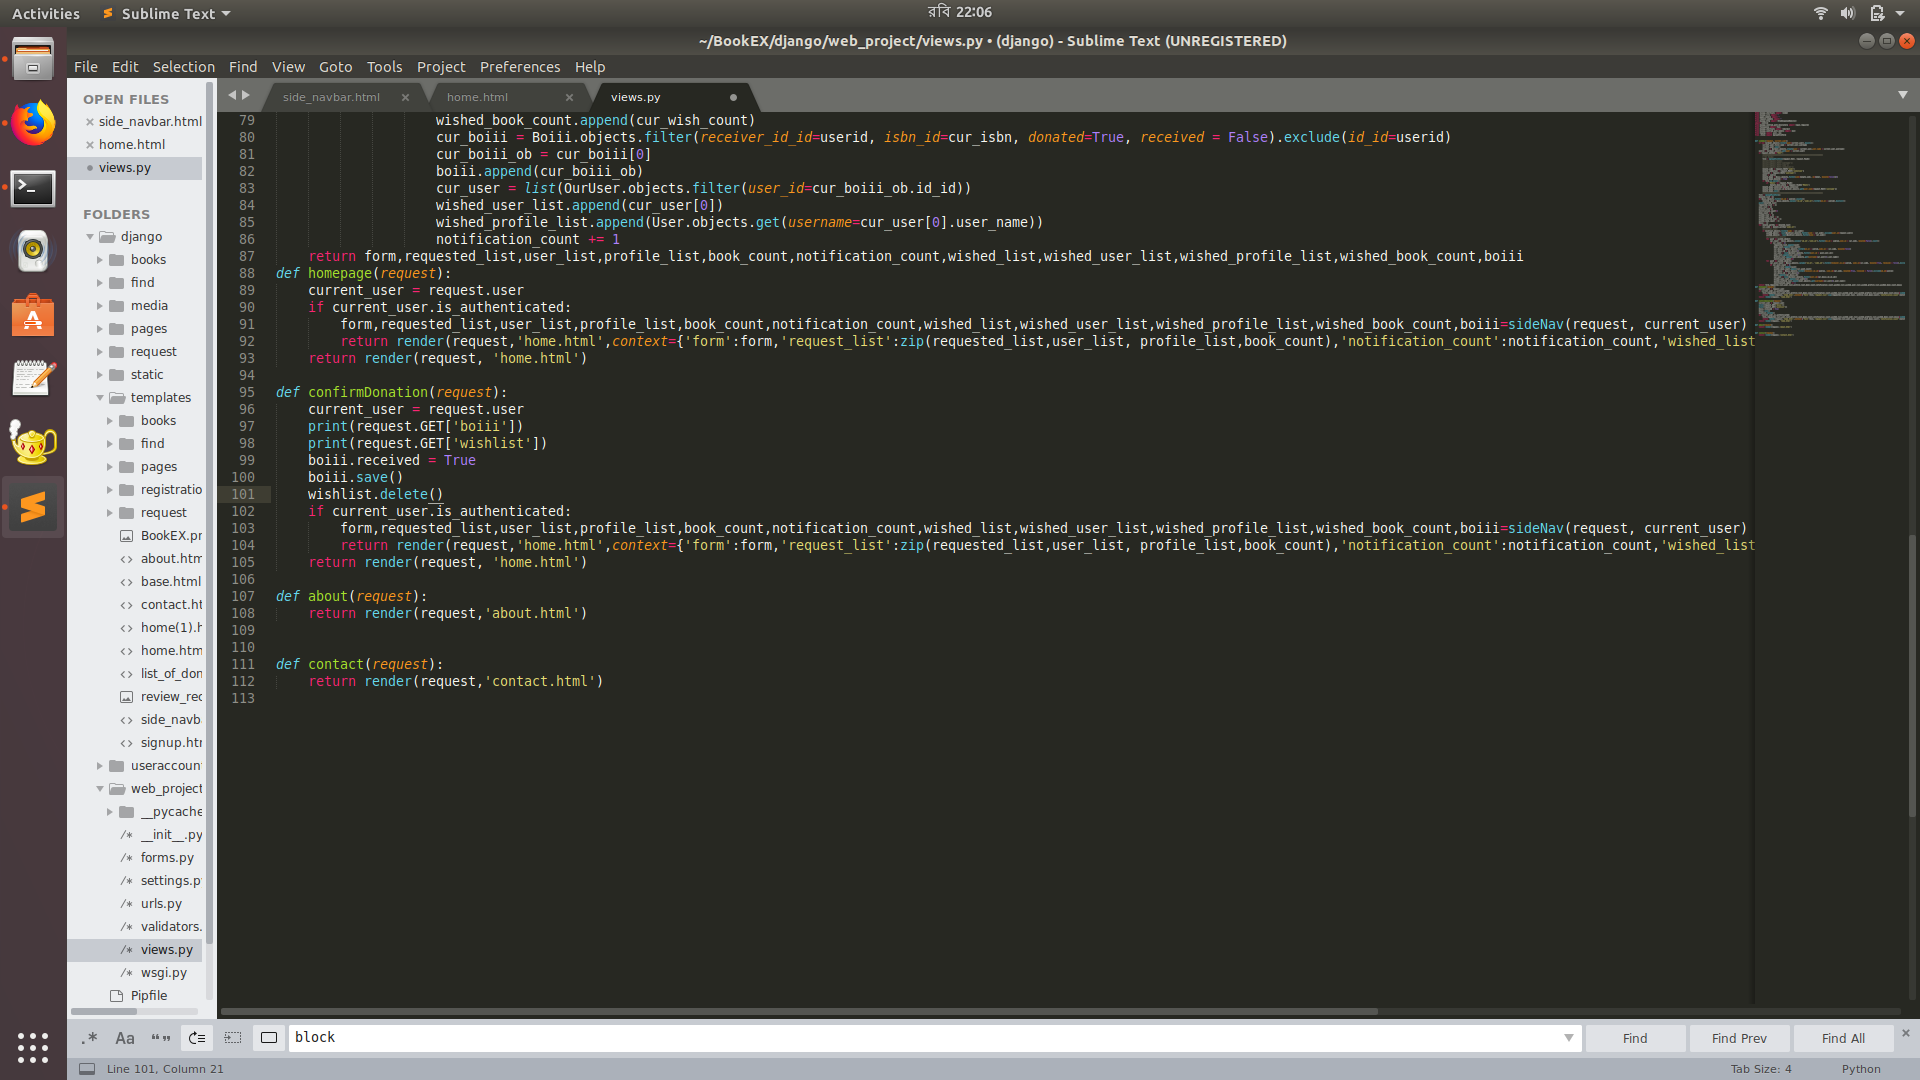 Activities
Sublime Text
রবি 22:06
~/BookEX/django/web_project/views.py • (django) - Sublime Text (UNREGISTERED)
File Edit Selection Find View Goto Tools Project Preferences Help
OPEN FILES
side_navbar.html
home.html
views.py
FOLDERS
django
books
find
media
pages
request
static
templates
books
find
pages
registratio
request
BookEX.pr
about.htm
base.html
contact.ht
home(1).h
home.htm
list_of_don
review_rec
side_navba
signup.htm
useraccoun
web_project
__pycache
__init__.py
forms.py
settings.p
urls.py
validators.
views.py
wsgi.py
Pipfile
side_navbar.html
home.html
views.py
79 wished_book_count.append(cur_wish_count)
80 cur_boiii = Boiii.objects.filter(receiver_id_id=userid, isbn_id=cur_isbn, donated=True, received = False).exclude(id_id=userid)
81 cur_boiii_ob = cur_boiii[0]
82 boiii.append(cur_boiii_ob)
83 cur_user = list(OurUser.objects.filter(user_id=cur_boiii_ob.id_id))
84 wished_user_list.append(cur_user[0])
85 wished_profile_list.append(User.objects.get(username=cur_user[0].user_name))
86 notification_count += 1
87 return form,requested_list,user_list,profile_list,book_count,notification_count,wished_list,wished_user_list,wished_profile_list,wished_book_count,boiii
88 def homepage(request):
89 current_user = request.user
90 if current_user.is_authenticated:
91 form,requested_list,user_list,profile_list,book_count,notification_count,wished_list,wished_user_list,wished_profile_list,wished_book_count,boiii=sideNav(request, current_user)
92 return render(request,'home.html',context={'form':form,'request_list':zip(requested_list,user_list, profile_list,book_count),'notification_count':notification_count,'wished_list
93 return render(request, 'home.html')
94
95 def confirmDonation(request):
96 current_user = request.user
97 print(request.GET['boiii'])
98 print(request.GET['wishlist'])
99 boiii.received = True
100 boiii.save()
101 wishlist.delete()
102 if current_user.is_authenticated:
103 form,requested_list,user_list,profile_list,book_count,notification_count,wished_list,wished_user_list,wished_profile_list,wished_book_count,boiii=sideNav(request, current_user)
104 return render(request,'home.html',context={'form':form,'request_list':zip(requested_list,user_list, profile_list,book_count),'notification_count':notification_count,'wished_list
105 return render(request, 'home.html')
106
107 def about(request):
108 return render(request,'about.html')
109
110
111 def contact(request):
112 return render(request,'contact.html')
113
.* Aa “” block Find Find Prev Find All
Line 101, Column 21
Tab Size: 4
Python